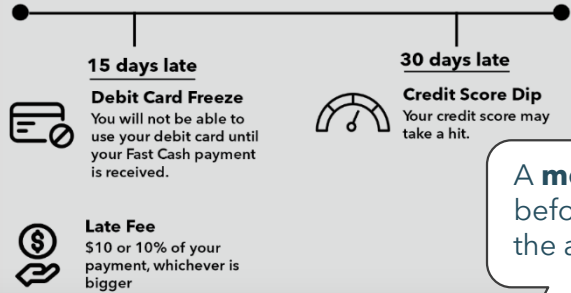 15 days late
Debit Card Freeze
You will not be able to
use your debit card until
your Fast Cash payment
is received.
Late Fee
$10 or 10% of your
payment, whichever is
bigger
30 days late
Credit Score Dip
Your credit score may
take a hit.
A
the